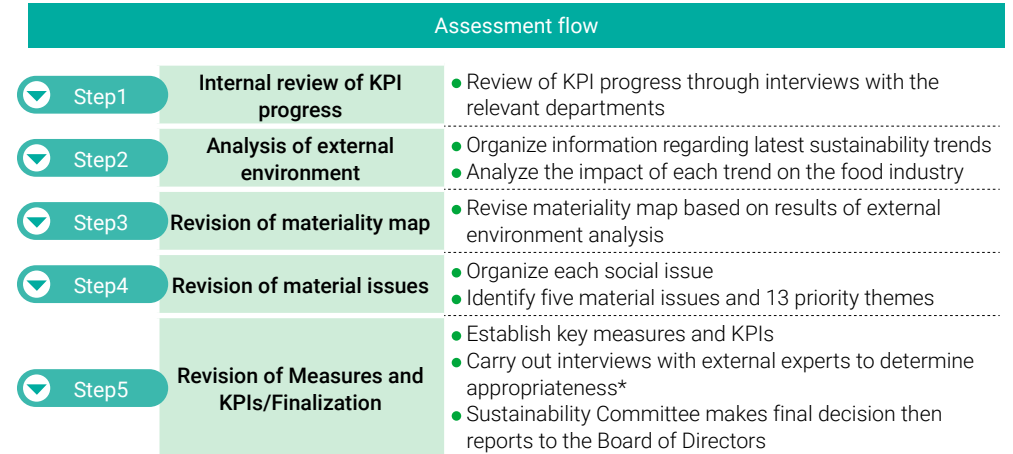 Assessment flow
Step1
Internal review of KPI
progress
● Review of KPI progress through interviews with the
relevant departments
Step2
Analysis of external
environment
● Organize information regarding latest sustainability trends
● Analyze the impact of each trend on the food industry
Step3
Revision of materiality map
● Revise materiality map based on results of external
environment analysis
Step4
Revision of material issues
● Organize each social issue
● Identify five material issues and 13 priority themes
Step5
Revision of Measures and
KPIs/Finalization
● Establish key measures and KPIs
● Carry out interviews with external experts to determine
appropriateness*
● Sustainability Committee makes final decision then
reports to the Board of Directors